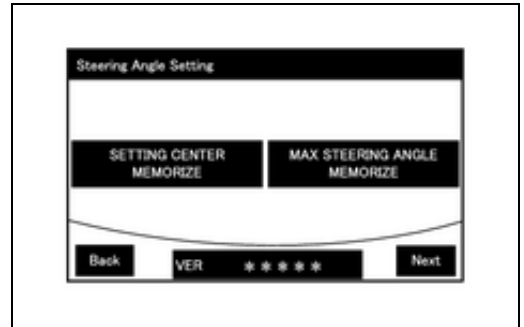 Steering Angle Setting
SETTING CENTER
MEMORIZE
MAX STEERING ANGLE
MEMORIZE
Back
VER *****
Next